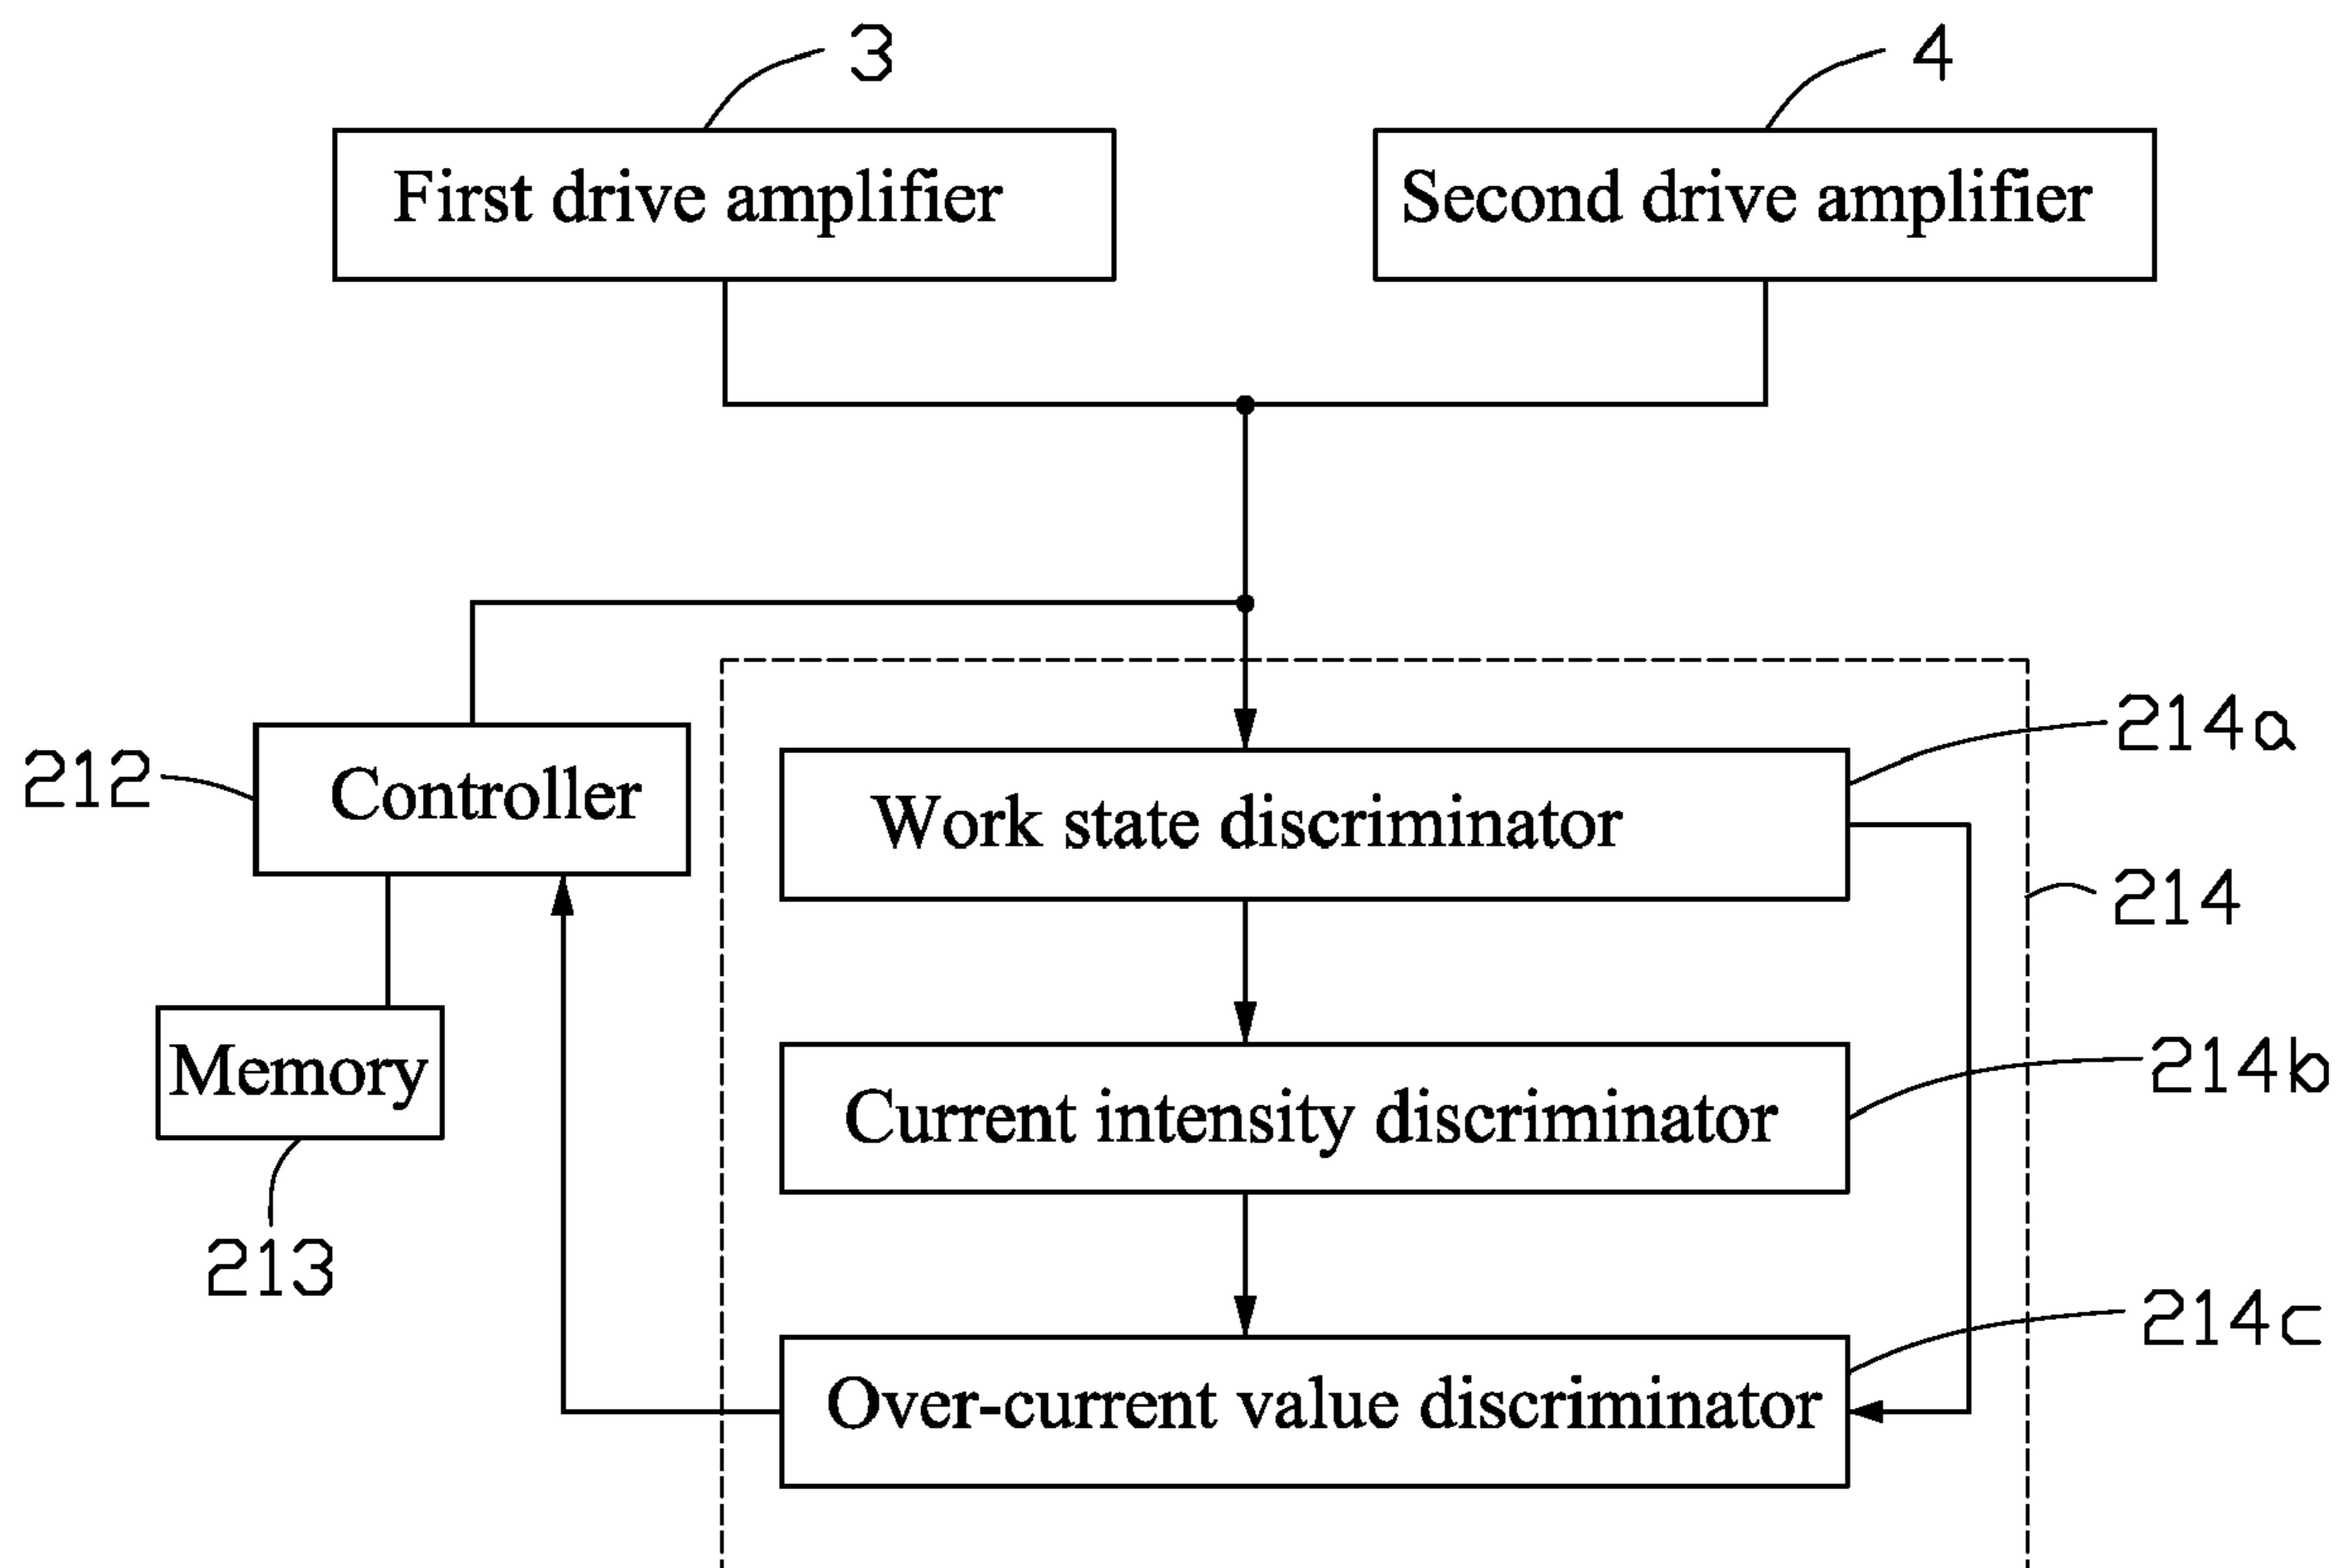 3
4
First drive amplifier
Second drive amplifier
214a
212
Controller
Work state discriminator
214
Memory
214b
Current intensity discriminator
213
214c
Over-current value discriminator